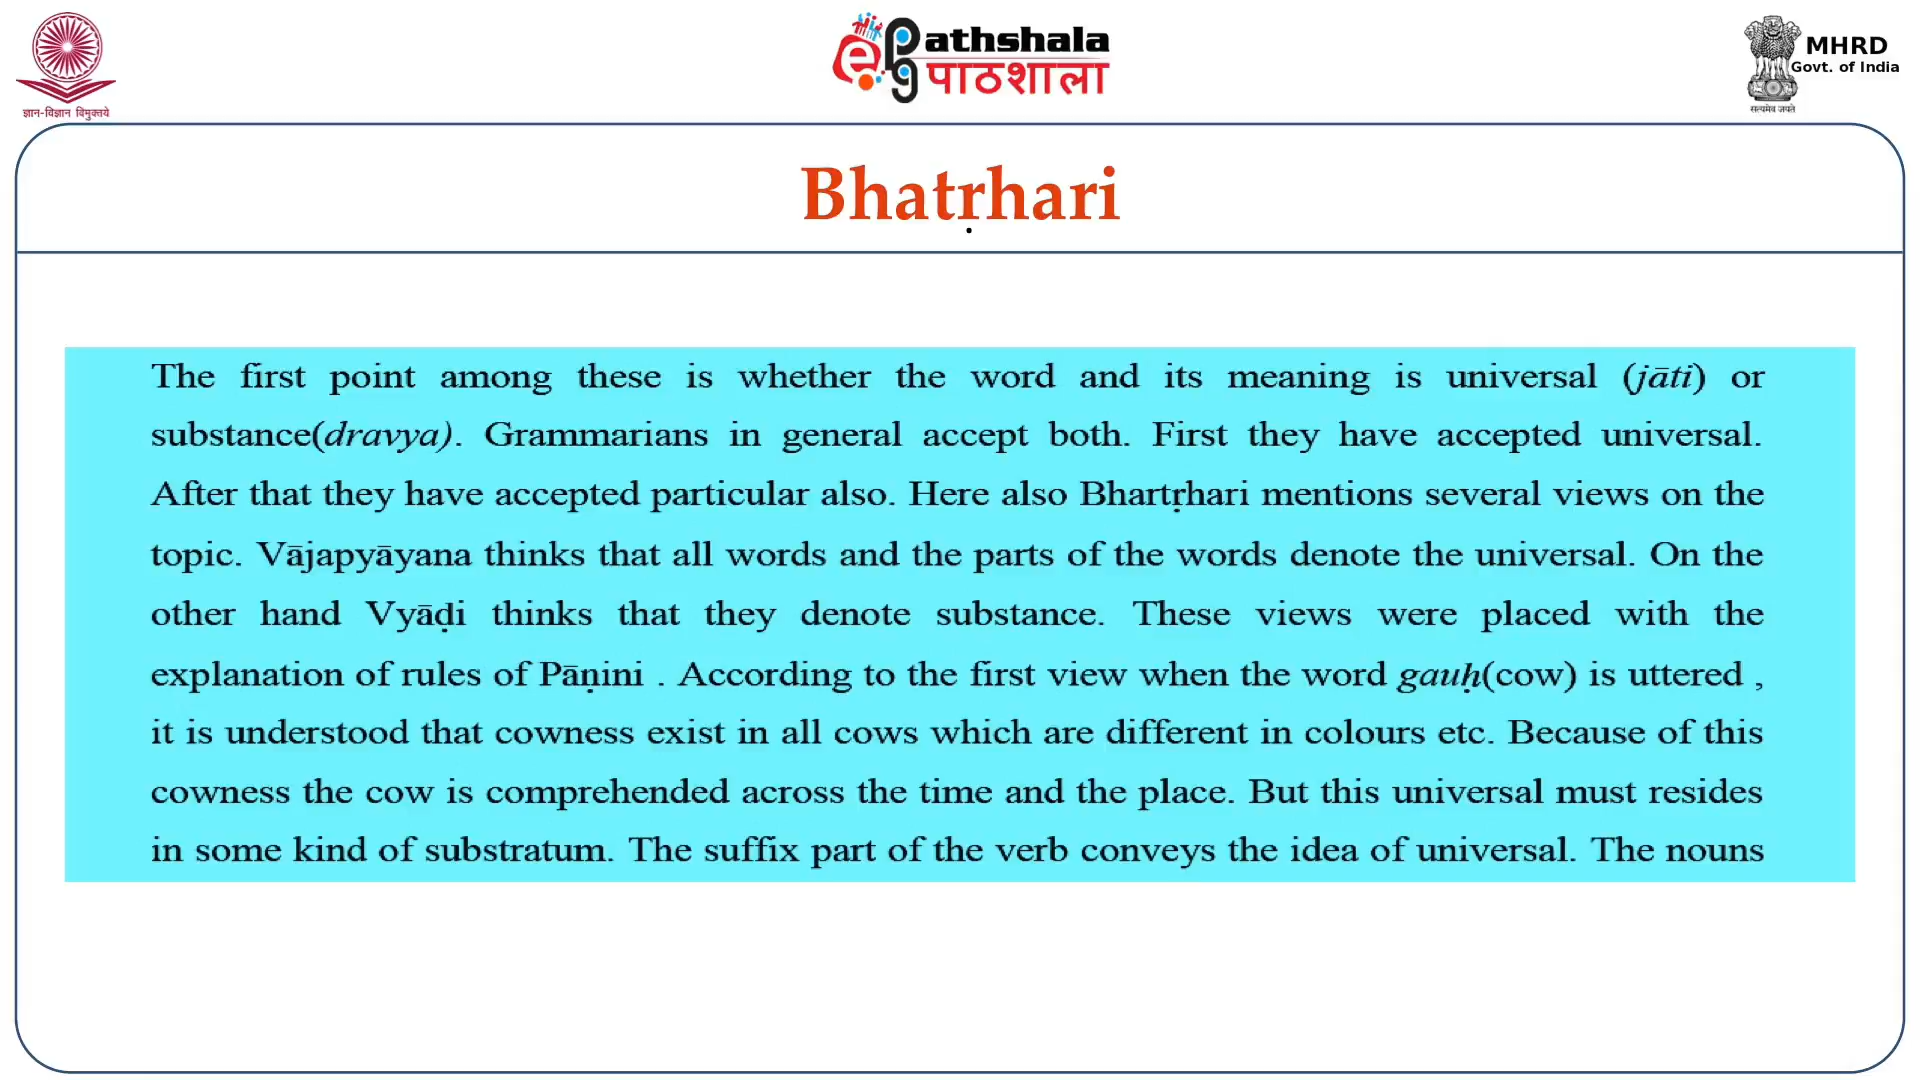 ज्ञान-विज्ञान विमुक्तये
e PG Pathshala
पाठशाला
MHRD
Govt. of India
सत्यमेव जयते
Bhatṛhari
The first point among these is whether the word and its meaning is universal (jāti) or
substance(dravya). Grammarians in general accept both. First they have accepted universal.
After that they have accepted particular also. Here also Bhartṛhari mentions several views on the
topic. Vājapyāyana thinks that all words and the parts of the words denote the universal. On the
other hand Vyāḍi thinks that they denote substance. These views were placed with the
explanation of rules of Pāṇini . According to the first view when the word gauḥ(cow) is uttered ,
it is understood that cowness exist in all cows which are different in colours etc. Because of this
cowness the cow is comprehended across the time and the place. But this universal must resides
in some kind of substratum. The suffix part of the verb conveys the idea of universal. The nouns